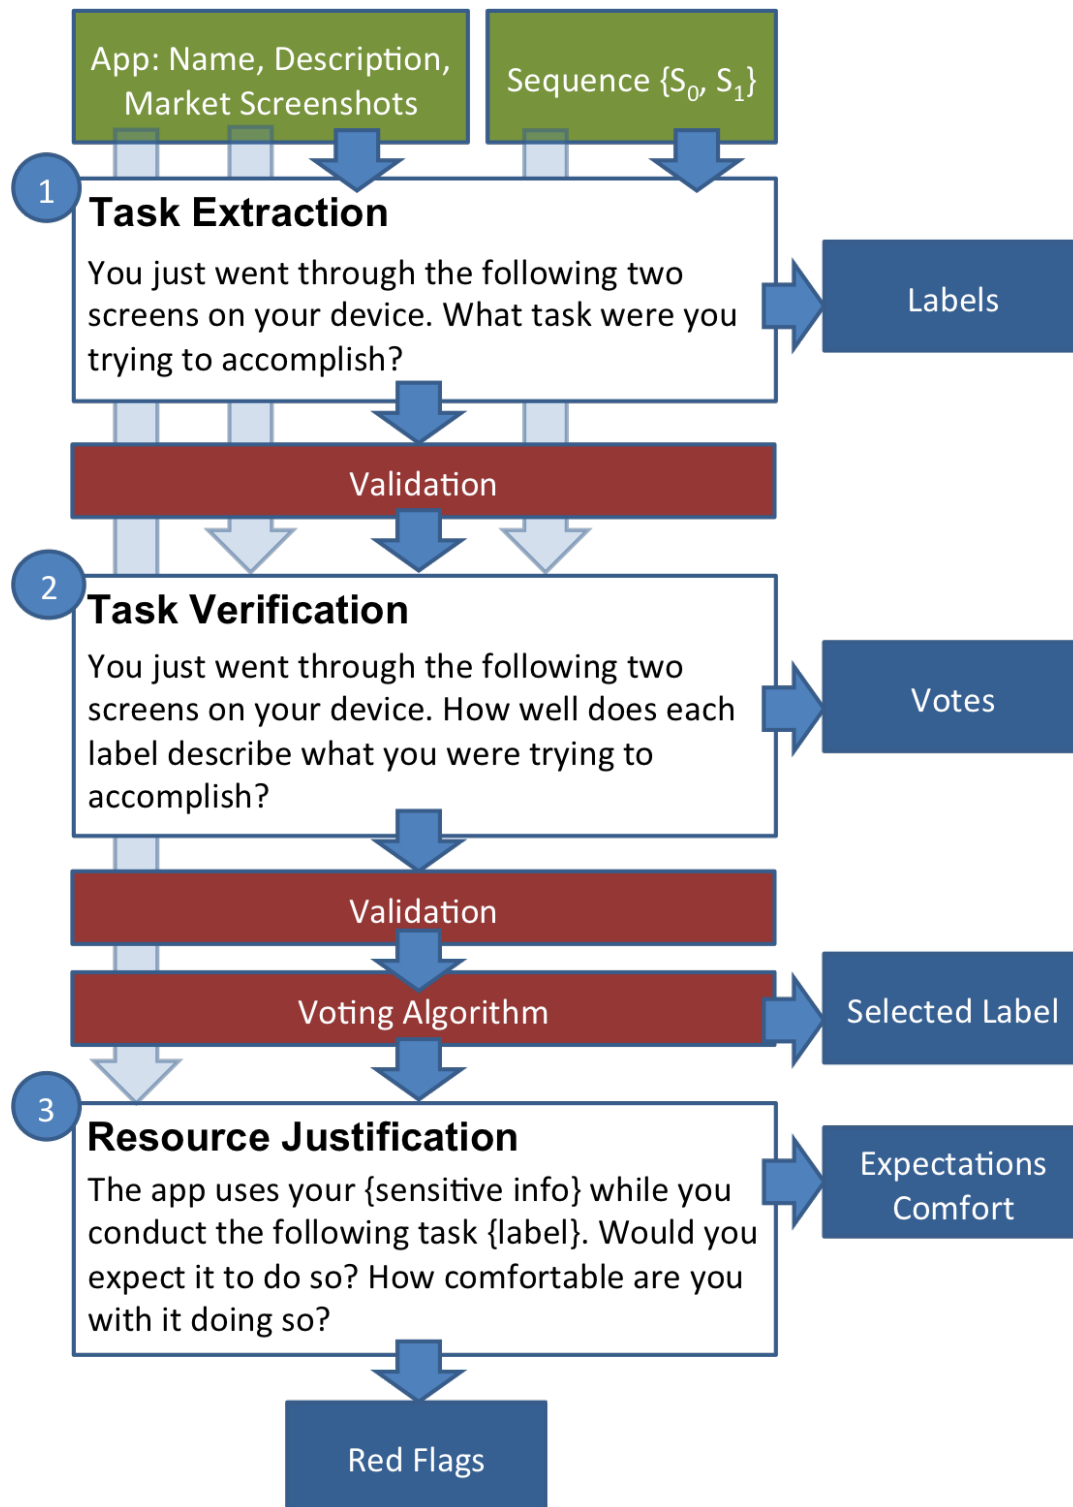 App: Name, Description,
Market Screenshots
Sequence {S0, S1}
1
Task Extraction
You just went through the following two
screens on your device. What task were you
trying to accomplish?
Labels
Validation
2
Task Verification
You just went through the following two
screens on your device. How well does each
label describe what you were trying to
accomplish?
Votes
Validation
Voting Algorithm
Selected Label
3
Resource Justification
The app uses your {sensitive info} while you
conduct the following task {label}. Would you
expect it to do so? How comfortable are you
with it doing so?
Expectations
Comfort
Red Flags